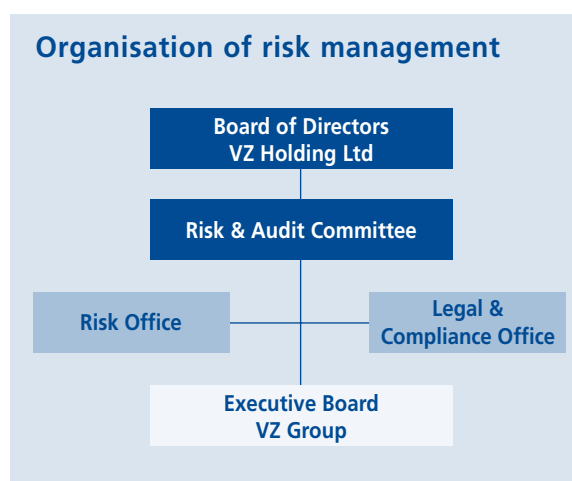 Organisation of risk management
Board of Directors
VZ Holding Ltd
Risk & Audit Committee
Risk Office
Legal &
Compliance Office
Executive Board
VZ Group